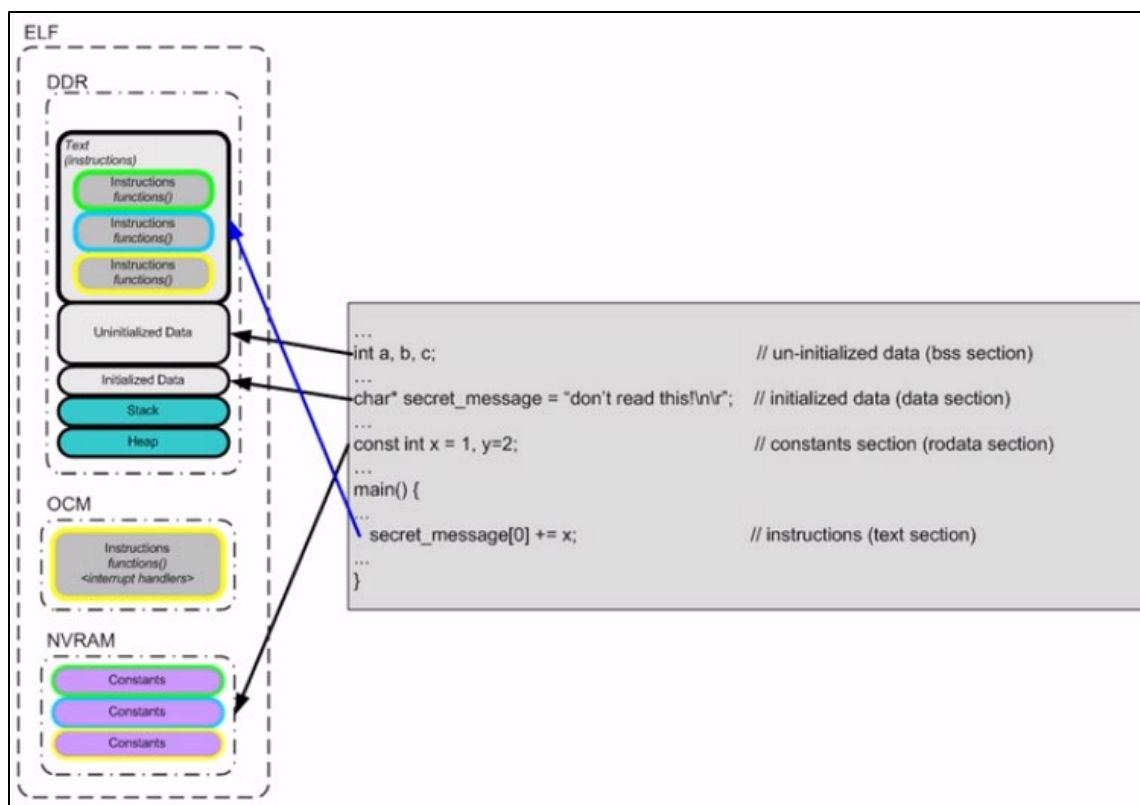 ELF
DDR
Text
(instructions)
Instructions
functions()
Instructions
functions()
Instructions
functions()
Uninitialized Data
Initialized Data
Stack
Heap
OCM
Instructions
functions()
<interrupt handlers>
NVRAM
Constants
Constants
Constants
...
int a, b, c; // un-initialized data (bss section)
...
char* secret_message = “don’t read this!\n\r”; // initialized data (data section)
...
const int x = 1, y=2; // constants section (rodata section)
...
main() {
...
secret_message[0] += x; // instructions (text section)
...
}